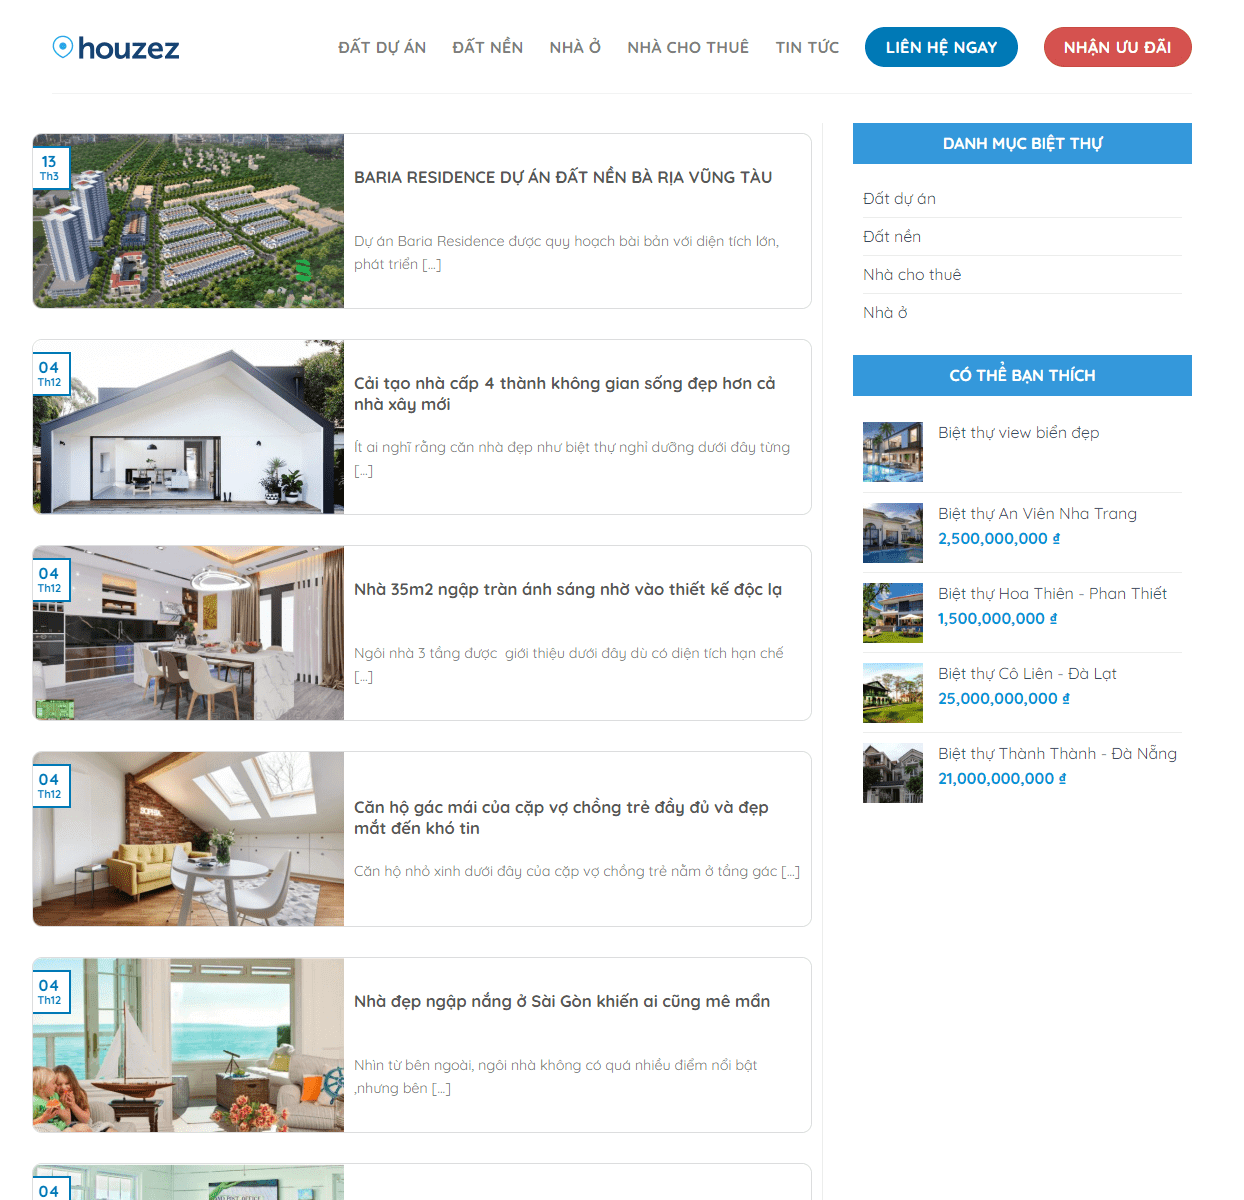 houzez
ĐẤT DỰ ÁN
ĐẤT NỀN
NHÀ Ở
NHÀ CHO THUÊ
TIN TỨC
LIÊN HỆ NGAY
NHẬN ƯU ĐÃI
13
Th3
BARIA RESIDENCE DỰ ÁN ĐẤT NỀN BÀ RỊA VŨNG TÀU
Dự án Baria Residence được quy hoạch bài bản với diện tích lớn,
phát triển [...]
04
Th12
Cải tạo nhà cấp 4 thành không gian sống đẹp hơn cả
nhà xây mới
Ít ai nghĩ rằng căn nhà đẹp như biệt thự nghỉ dưỡng dưới đây từng
[...]
04
Th12
Nhà 35m2 ngập tràn ánh sáng nhờ vào thiết kế độc lạ
Ngôi nhà 3 tầng được  giới thiệu dưới đây dù có diện tích hạn chế
[...]
04
Th12
Căn hộ gác mái của cặp vợ chồng trẻ đầy đủ và đẹp
mắt đến khó tin
Căn hộ nhỏ xinh dưới đây của cặp vợ chồng trẻ nằm ở tầng gác [...]
04
Th12
Nhà đẹp ngập nắng ở Sài Gòn khiến ai cũng mê mẩn
Nhìn từ bên ngoài, ngôi nhà không có quá nhiều điểm nổi bật
,nhưng bên [...]
04
DANH MỤC BIỆT THỰ
Đất dự án
Đất nền
Nhà cho thuê
Nhà ở
CÓ THỂ BẠN THÍCH
Biệt thự view biển đẹp
Biệt thự An Viên Nha Trang
2,500,000,000 ₫
Biệt thự Hoa Thiên - Phan Thiết
1,500,000,000 ₫
Biệt thự Cô Liên - Đà Lạt
25,000,000,000 ₫
Biệt thự Thành Thành - Đà Nẵng
21,000,000,000 ₫